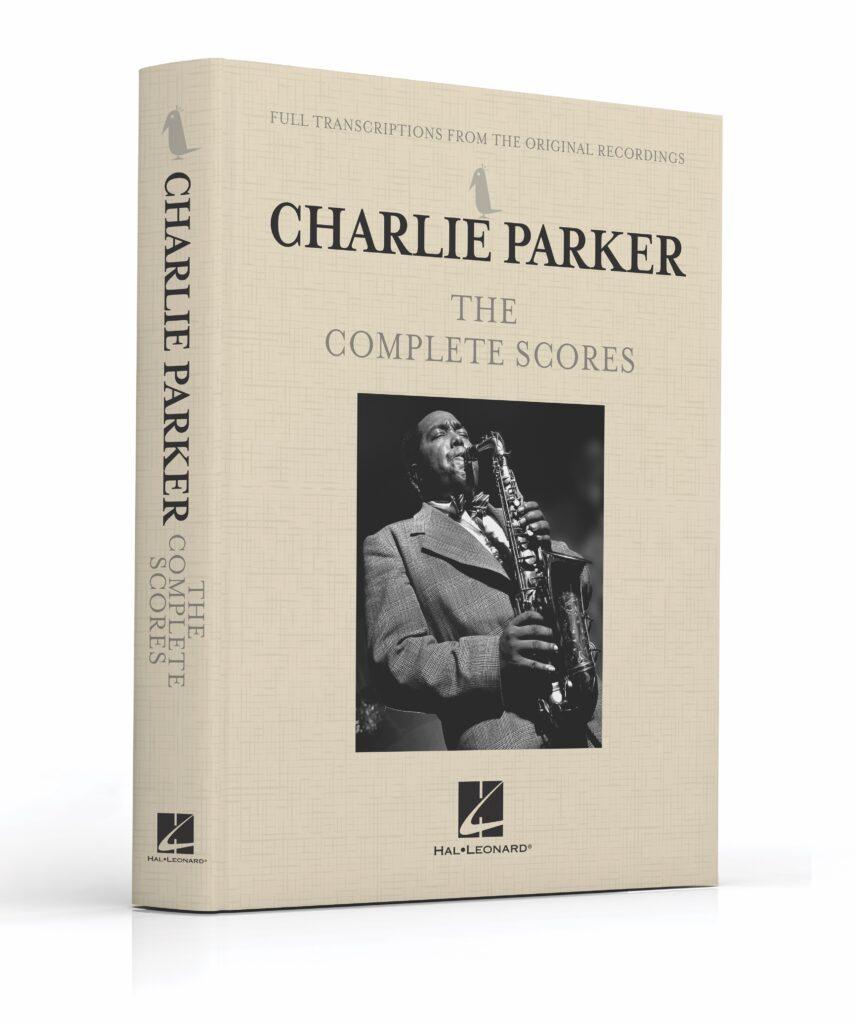 FULL TRANSCRIPTIONS FROM THE ORIGINAL RECORDINGS
CHARLIE PARKER
THE
COMPLETE SCORES
HAL•LEONARD®
CHARLIE PARKER
THE
COMPLETE
SCORES
HAL•LEONARD®